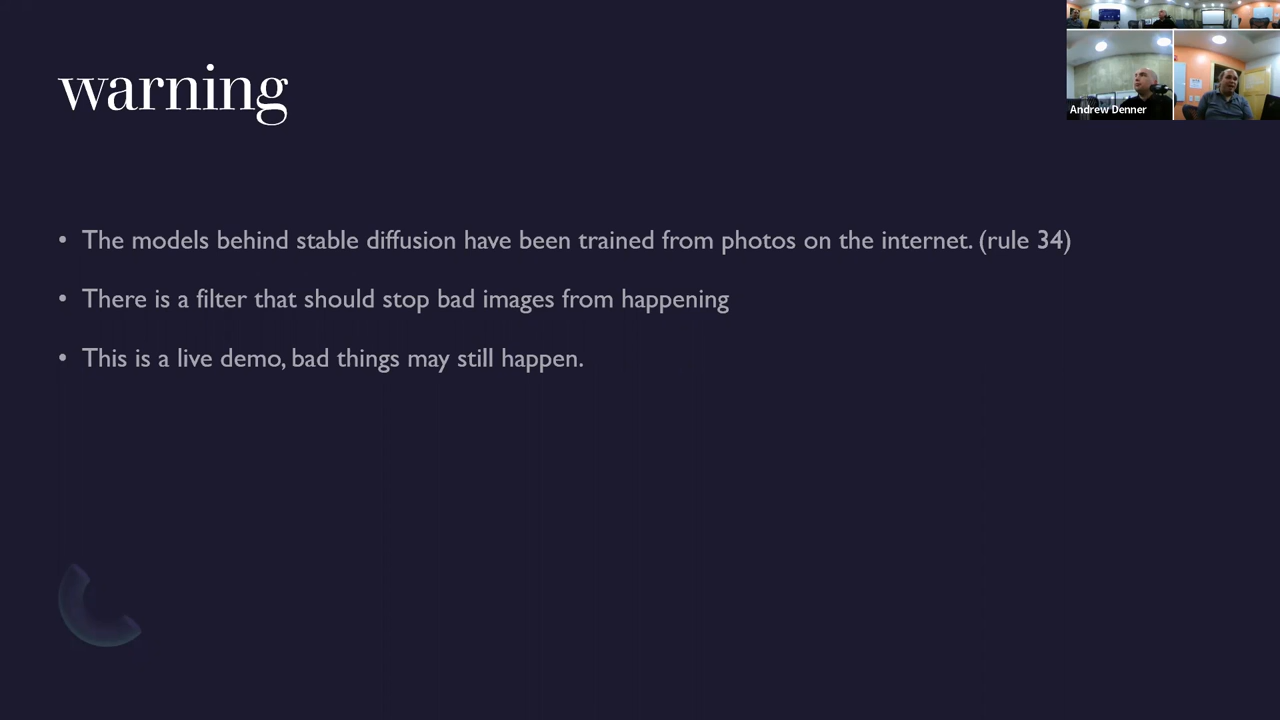 warning
• The models behind stable diffusion have been trained from photos on the internet. (rule 34)
• There is a filter that should stop bad images from happening
• This is a live demo, bad things may still happen.
Andrew Denner